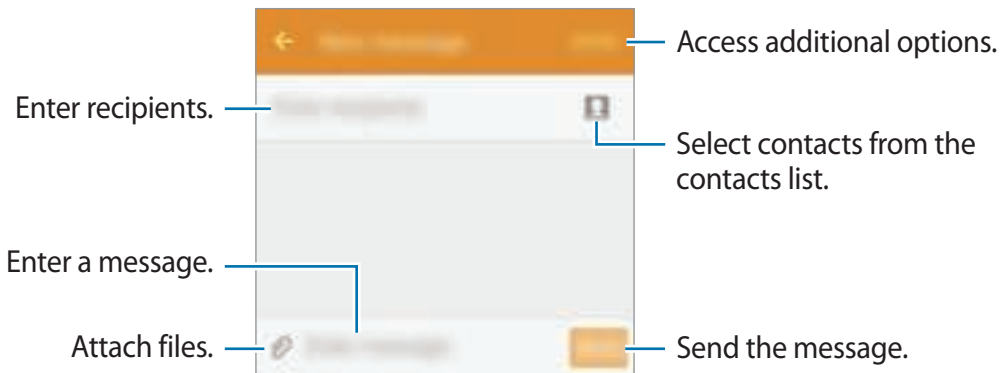 Access additional options.
Enter recipients.
Select contacts from the
contacts list.
Enter a message.
Attach files.
Send the message.